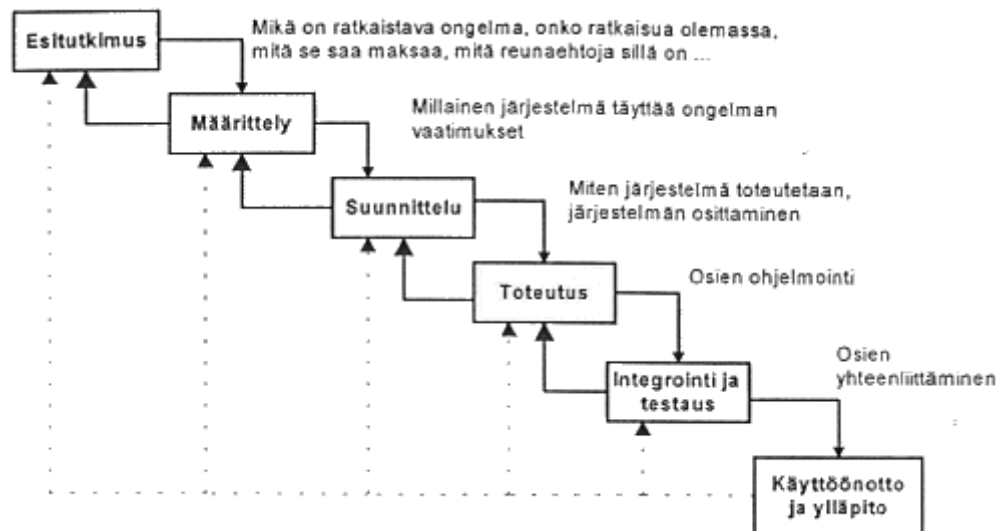 Esitutkimus
Mikä on ratkaistava ongelma, onko ratkaisua olemassa,
mitä se saa maksaa, mitä reunaehtoja sillä on ...
Määrittely
Millainen järjestelmä täyttää ongelman
vaatimukset
Suunnittelu
Miten järjestelmä toteutetaan,
järjestelmän osittaminen
Toteutus
Osien ohjelmointi
Integrointi ja
testaus
Osien
yhteenliittäminen
Käyttöönotto
ja ylläpito